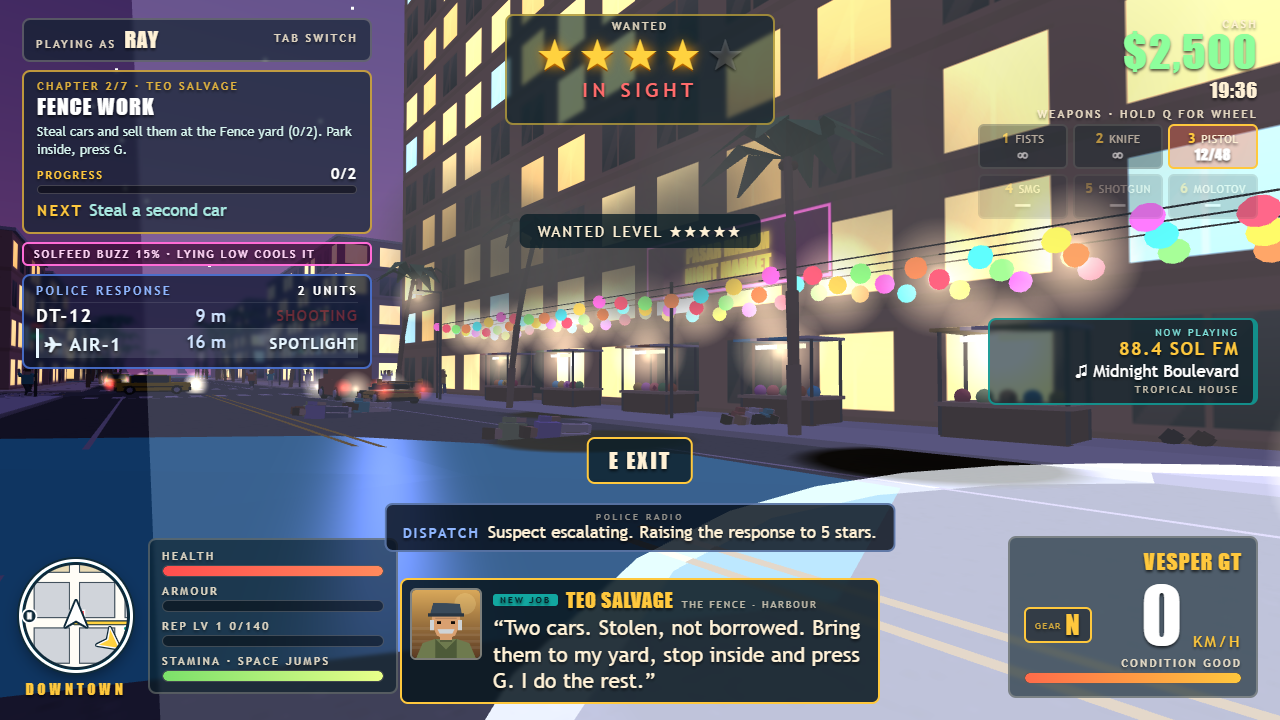 PLAYING AS RAY TAB SWITCH
CHAPTER 2/7 · TEO SALVAGE
FENCE WORK
Steal cars and sell them at the Fence yard (0/2). Park
inside, press G.
PROGRESS 0/2
NEXT Steal a second car
SOLFEED BUZZ 15% · LYING LOW COOLS IT
POLICE RESPONSE 2 UNITS
DT-12 9 m SHOOTING
AIR-1 16 m SPOTLIGHT
WANTED
IN SIGHT
WANTED LEVEL ★★★★★
CASH
$2,500
19:36
WEAPONS · HOLD Q FOR WHEEL
1 FISTS ∞
2 KNIFE ∞
3 PISTOL 12/48
4 SMG —
5 SHOTGUN —
6 MOLOTOV —
NIGHT MARKET
NOW PLAYING
88.4 SOL FM
♫ Midnight Boulevard
TROPICAL HOUSE
E EXIT
POLICE RADIO
DISPATCH Suspect escalating. Raising the response to 5 stars.
NEW JOB TEO SALVAGE THE FENCE · HARBOUR
“Two cars. Stolen, not borrowed. Bring
them to my yard, stop inside and press
G. I do the rest.”
DOWNTOWN
HEALTH
ARMOUR
REP LV 1 0/140
STAMINA · SPACE JUMPS
VESPER GT
GEAR N
0 KM/H
CONDITION GOOD